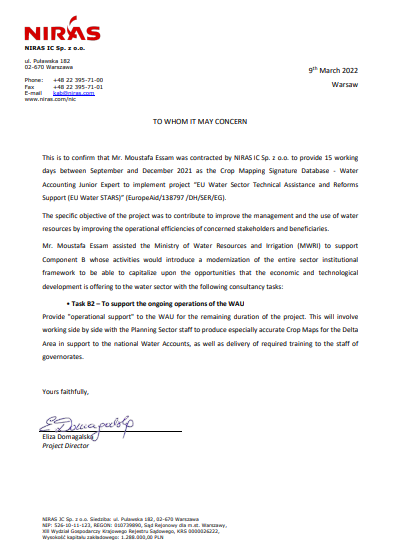 NIRAS
NIRAS IC Sp. z o.o.
ul. Puławska 182
02-670 Warszawa
Phone: +48 22 395-71-00
Fax +48 22 395-71-01
E-mail kab@niras.pl
www.niras.com/nic
9th March 2022
Warsaw
TO WHOM IT MAY CONCERN
This is to confirm that Mr. Moustafa Essam was contracted by NIRAS IC Sp. z o.o. to provide 15 working
days between September and December 2021 as the Crop Mapping Signature Database - Water
Accounting Junior Expert to implement project "EU Water Sector Technical Assistance and Reforms
Support (EU Water STARS)" (EuropeAid/138797 /DH/SER/EG).
The specific objective of the project was to contribute to improve the management and the use of water
resources by improving the operational efficiencies of concerned stakeholders and beneficiaries.
Mr. Moustafa Essam assisted the Ministry of Water Resources and Irrigation (MWRI) to support
Component B whose activities would introduce a modernization of the entire sector institutional
framework to be able to capitalize upon the opportunities that the economic and technological
development is offering to the water sector with the following consultancy tasks:
• Task B2 – To support the ongoing operations of the WAU
Provide "operational support" to the WAU for the remaining duration of the project. This will involve
working side by side with the Planning Sector staff to produce especially accurate Crop Maps for the Delta
Area in support to the national Water Accounts, as well as delivery of required training to the staff of
governorates.
Yours faithfully,
E. Domagalska
Eliza Domagalska
Project Director
NIRAS IC Sp. z o.o. Siedziba: ul. Puławska 182, 02-670 Warszawa
NIP: 526-10-11-123, REGON: 010739890, Sąd Rejonowy dla m.st. Warszawy,
XIII Wydział Gospodarczy Krajowego Rejestru Sądowego, KRS 0000026222,
Wysokość kapitału zakładowego: 1.288.000,00 PLN